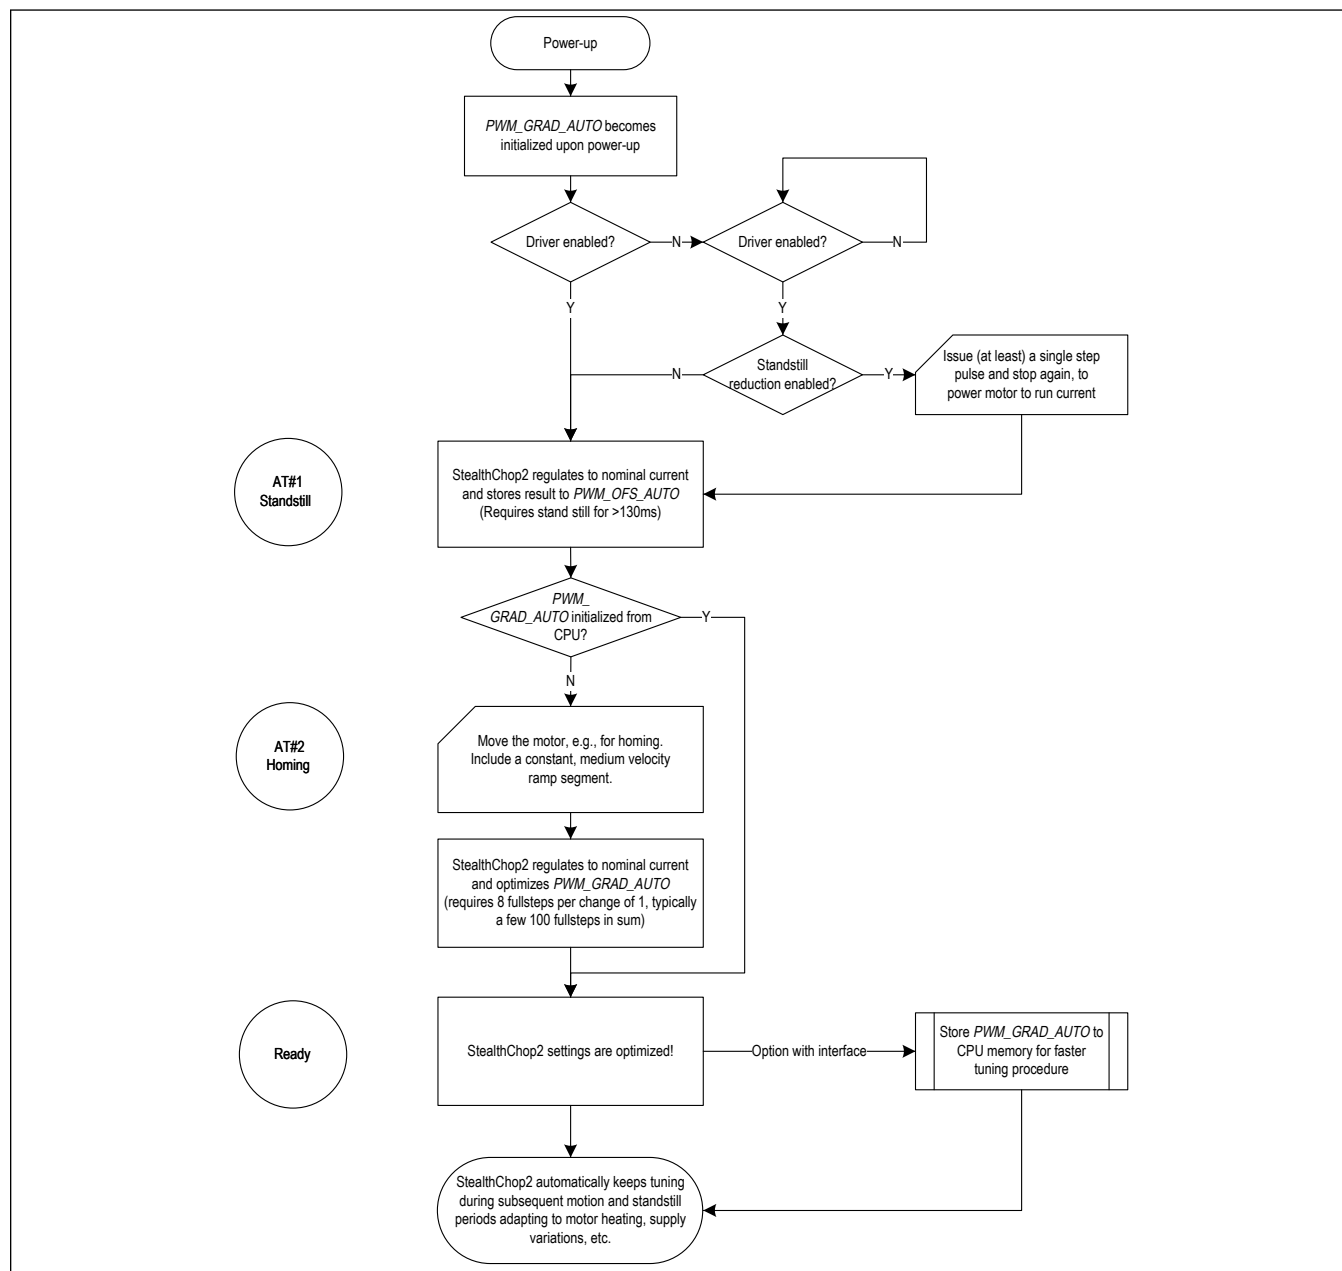 Power-up
PWM_GRAD_AUTO becomes
initialized upon power-up
Driver enabled?
N
Driver enabled?
N
Y
Y
Standstill
reduction enabled?
N
Y
Issue (at least) a single step
pulse and stop again, to
power motor to run current
AT#1
Standstill
StealthChop2 regulates to nominal current
and stores result to PWM_OFS_AUTO
(Requires stand still for >130ms)
PWM_
GRAD_AUTO initialized from
CPU?
Y
N
AT#2
Homing
Move the motor, e.g., for homing.
Include a constant, medium velocity
ramp segment.
StealthChop2 regulates to nominal current
and optimizes PWM_GRAD_AUTO
(requires 8 fullsteps per change of 1, typically
a few 100 fullsteps in sum)
Ready
StealthChop2 settings are optimized!
Option with interface
Store PWM_GRAD_AUTO to
CPU memory for faster
tuning procedure
StealthChop2 automatically keeps tuning
during subsequent motion and standstill
periods adapting to motor heating, supply
variations, etc.